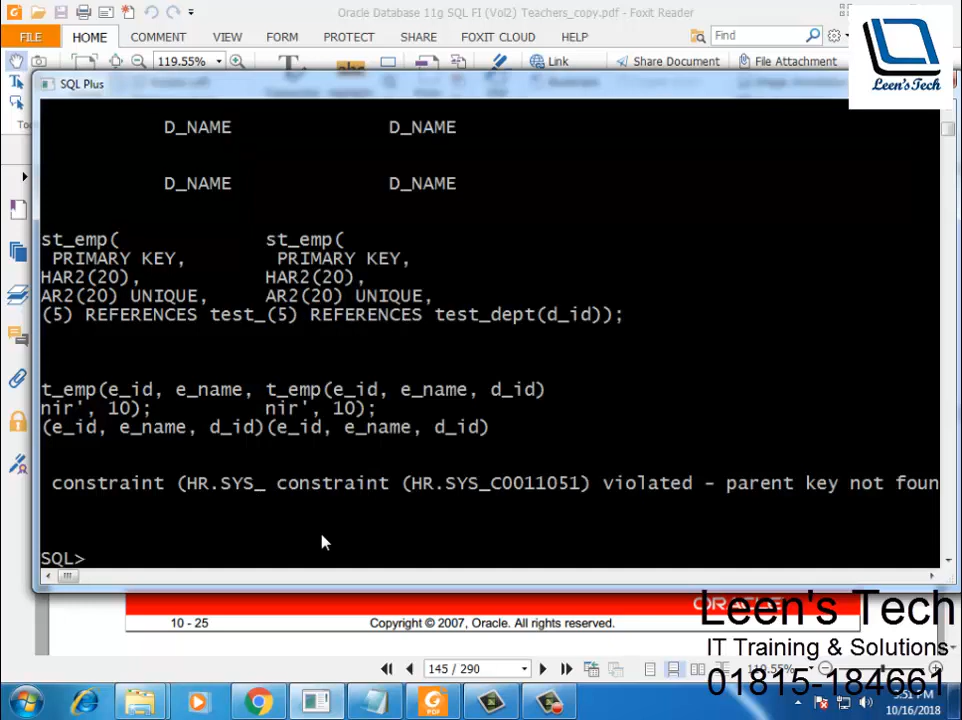 Oracle Database 11g SQL FI (Vol2) Teachers_copy.pdf - Foxit Reader
FILE HOME COMMENT VIEW FORM PROTECT SHARE FOXIT CLOUD HELP Find
119.55% Link Share Document File Attachment
Leen's Tech
SQL Plus
D_NAME D_NAME
D_NAME D_NAME
st_emp( st_emp(
PRIMARY KEY, PRIMARY KEY,
HAR2(20), HAR2(20),
AR2(20) UNIQUE, AR2(20) UNIQUE,
(5) REFERENCES test_(5) REFERENCES test_dept(d_id));
t_emp(e_id, e_name, t_emp(e_id, e_name, d_id)
nir', 10); nir', 10);
(e_id, e_name, d_id)(e_id, e_name, d_id)
constraint (HR.SYS_ constraint (HR.SYS_C0011051) violated - parent key not foun
SQL>
ORACLE
10 - 25 Copyright © 2007, Oracle. All rights reserved.
Leen's Tech
IT Training & Solutions
145 / 290 119.55%
01815-184661
10/16/2018